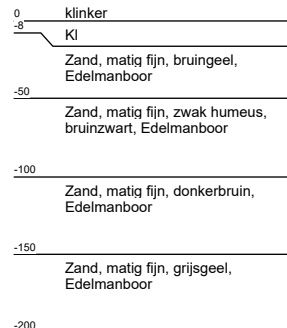 0
klinker
-8
Kl
Zand, matig fijn, bruingeel,
Edelmanboor
-50
Zand, matig fijn, zwak humeus,
bruinzwart, Edelmanboor
-100
Zand, matig fijn, donkerbruin,
Edelmanboor
-150
Zand, matig fijn, grijsgeel,
Edelmanboor
-200